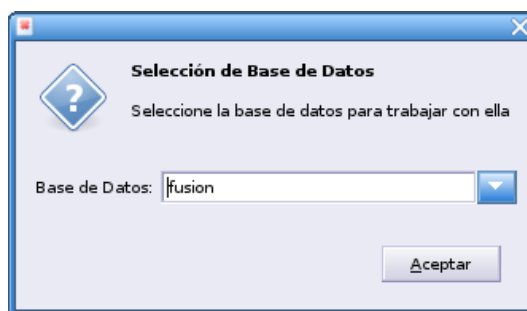 Selección de Base de Datos
Seleccione la base de datos para trabajar con ella
Base de Datos: fusion
Aceptar